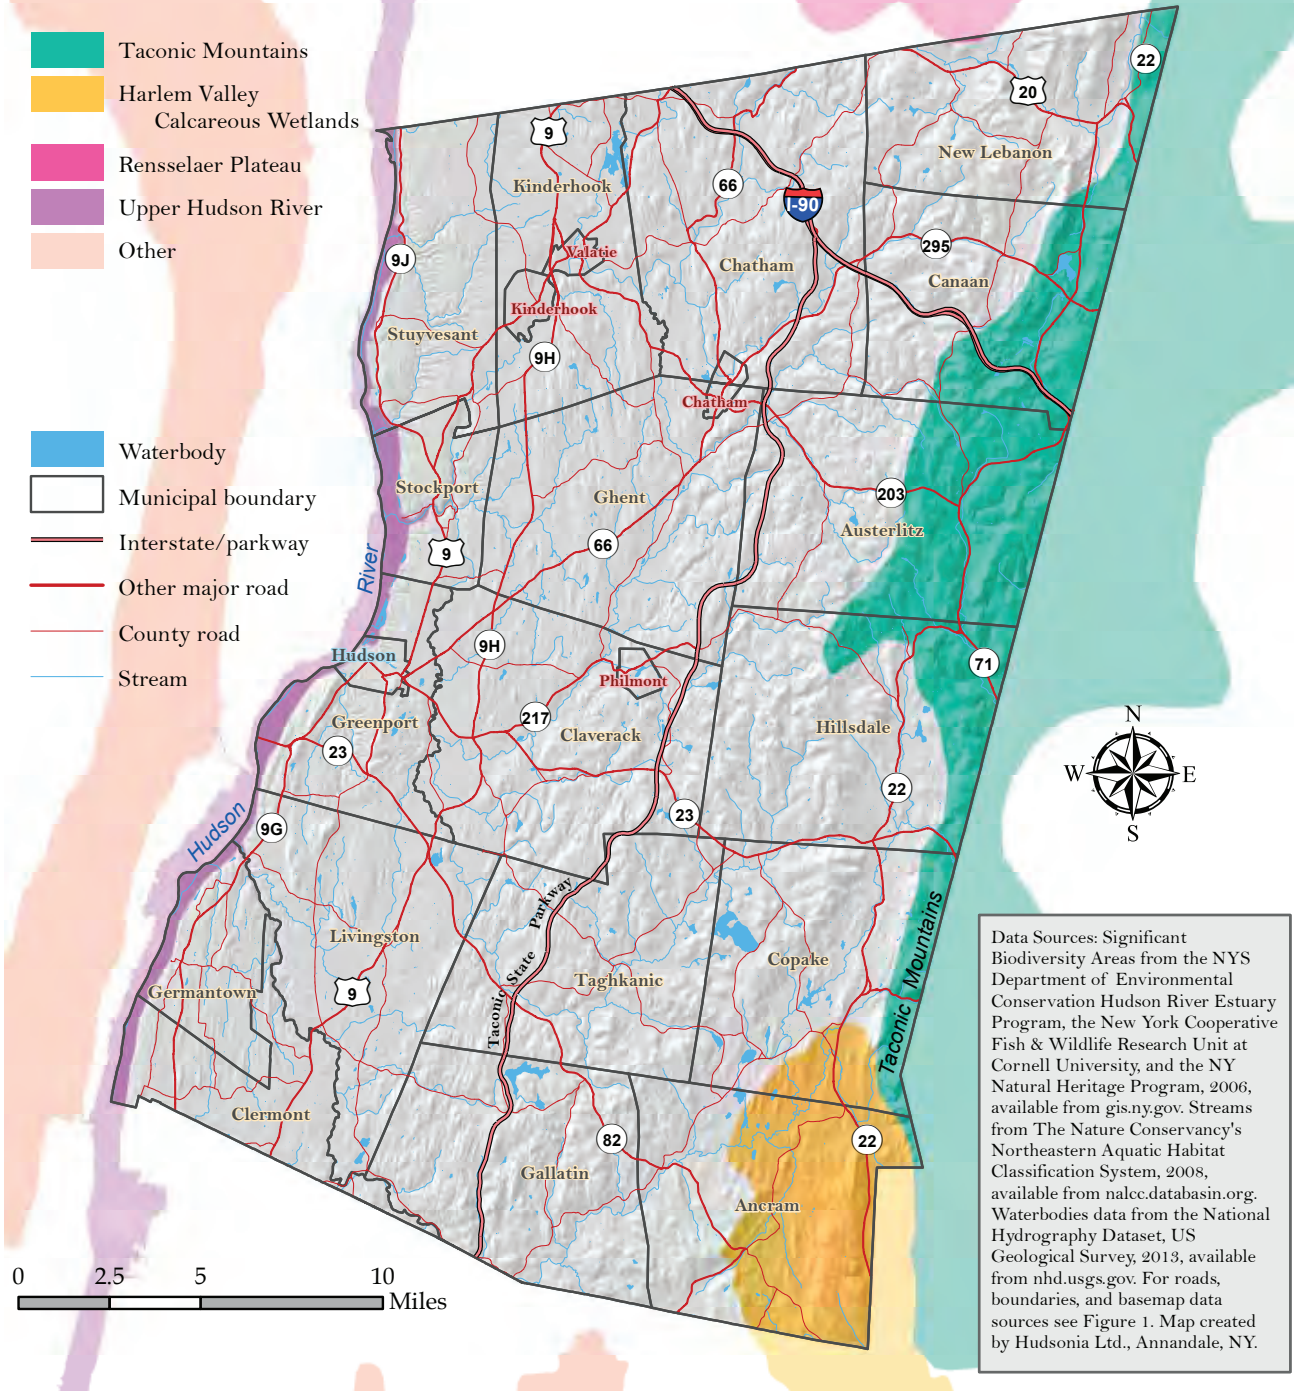 Taconic Mountains
Harlem Valley
Calcareous Wetlands
Rensselaer Plateau
Upper Hudson River
Other
Waterbody
Municipal boundary
Interstate/parkway
Other major road
County road
Stream
22
20
9
New Lebanon
Kinderhook
66
I-90
295
Valatie
9J
Chatham
Canaan
Kinderhook
Stuyvesant
9H
Chatham
Stockport
Ghent
203
Austerlitz
66
9
River
9H
Hudson
71
Philmont
217
Greenport
Claverack
Hillsdale
23
22
23
9G
Hudson
Parkway
State
Taconic
Livingston
Copake
Taghkanic
Germantown
9
Taconic Mountains
Clermont
82
22
Gallatin
Ancram
N
W
E
S
0
2.5
5
10
Miles
Data Sources: Significant
Biodiversity Areas from the NYS
Department of Environmental
Conservation Hudson River Estuary
Program, the New York Cooperative
Fish & Wildlife Research Unit at
Cornell University, and the NY
Natural Heritage Program, 2006,
available from gis.ny.gov. Streams
from The Nature Conservancy's
Northeastern Aquatic Habitat
Classification System, 2008,
available from nalcc.databasin.org.
Waterbodies data from the National
Hydrography Dataset, US
Geological Survey, 2013, available
from nhd.usgs.gov. For roads,
boundaries, and basemap data
sources see Figure 1. Map created
by Hudsonia Ltd., Annandale, NY.